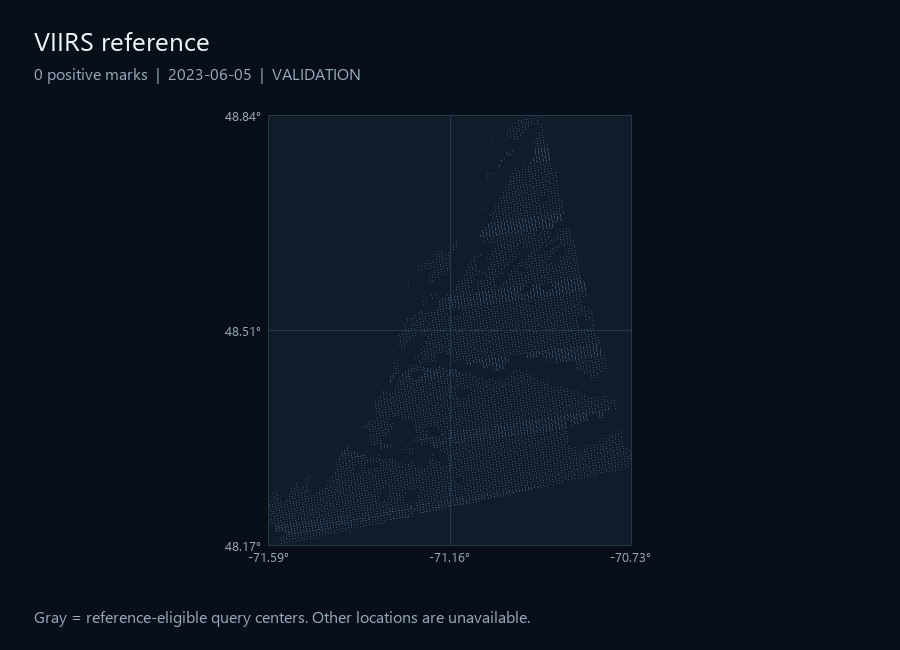 VIIRS reference
0 positive marks | 2023-06-05 | VALIDATION
48.84°
48.51°
48.17°
-71.59°
-71.16°
-70.73°
Gray = reference-eligible query centers. Other locations are unavailable.